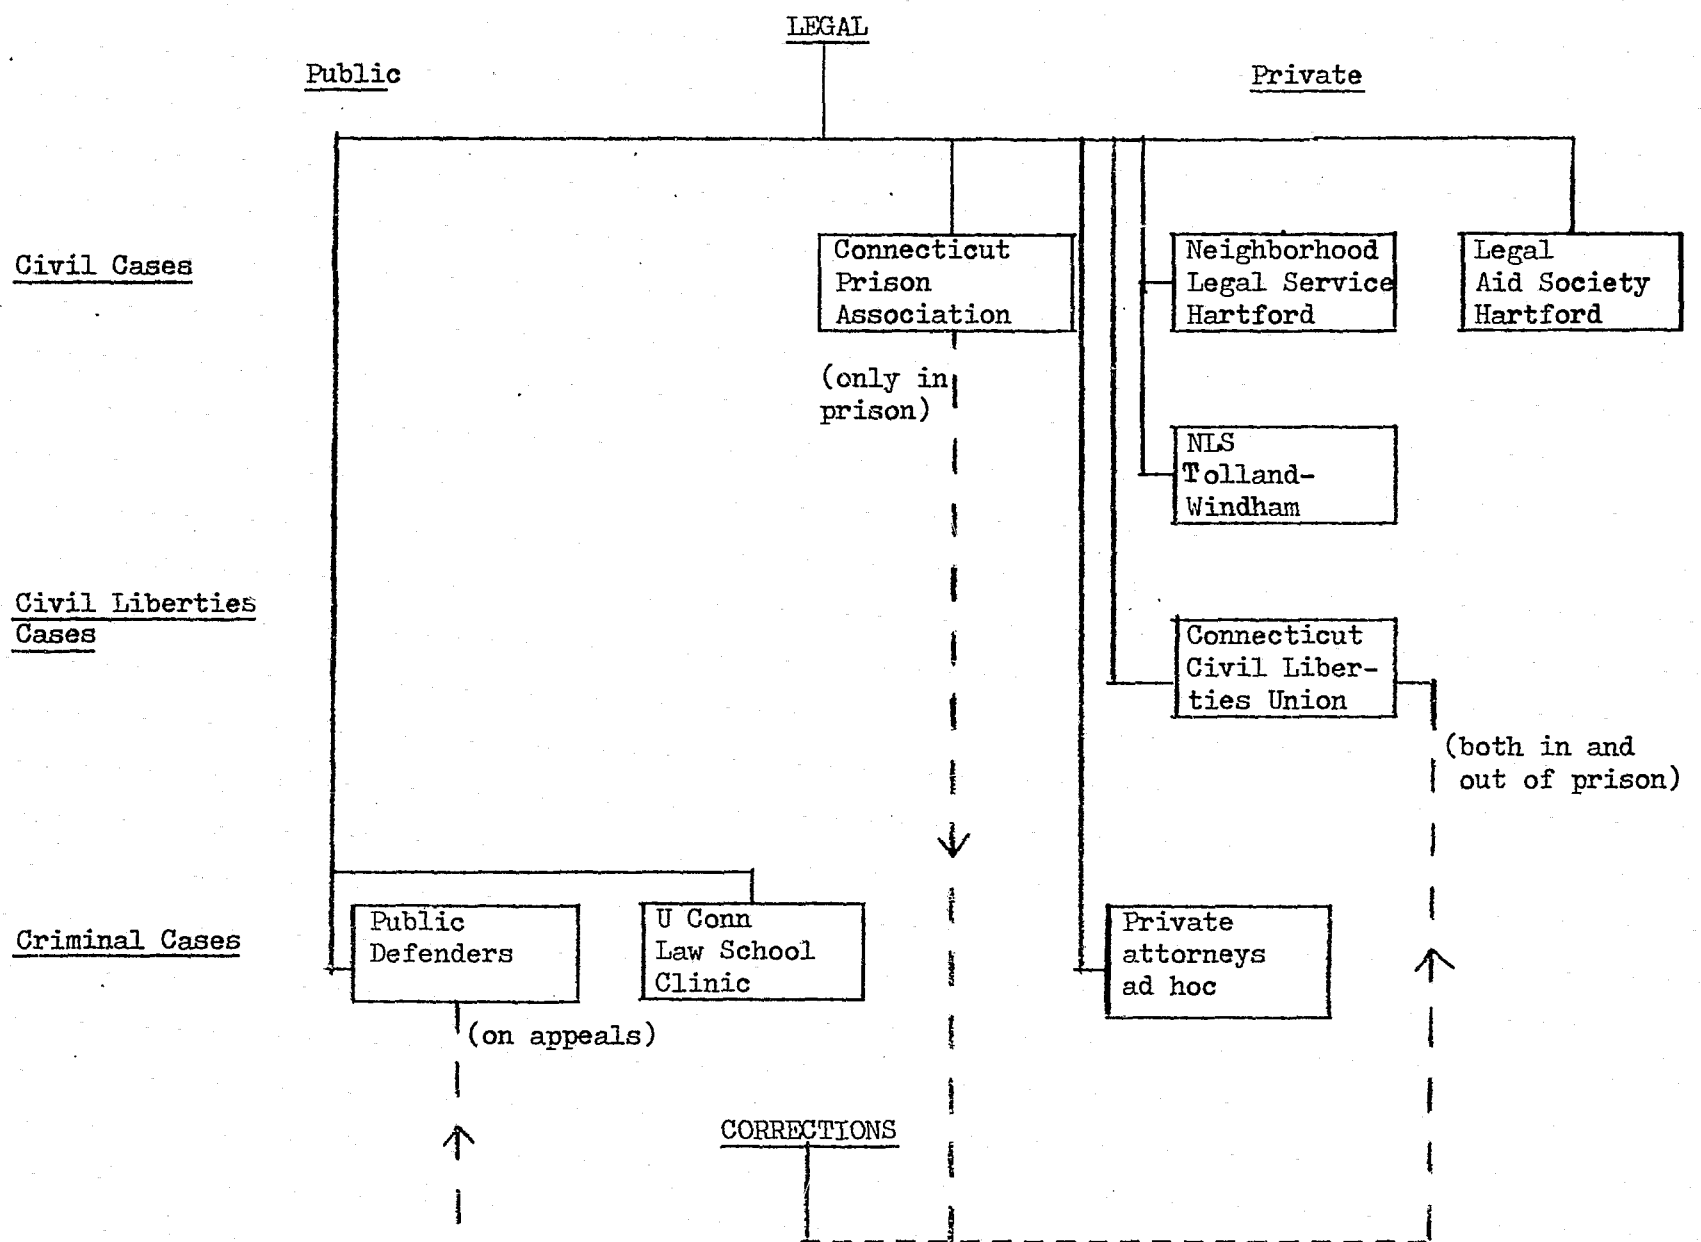 LEGAL
Public
Private
Civil Cases
Connecticut
Prison
Association
Neighborhood
Legal Service
Hartford
Legal
Aid Society
Hartford
(only in
prison)
NLS
Tolland-
Windham
Civil Liberties
Cases
Connecticut
Civil Liber-
ties Union
(both in and
out of prison)
Criminal Cases
Public
Defenders
U Conn
Law School
Clinic
Private
attorneys
ad hoc
(on appeals)
CORRECTIONS